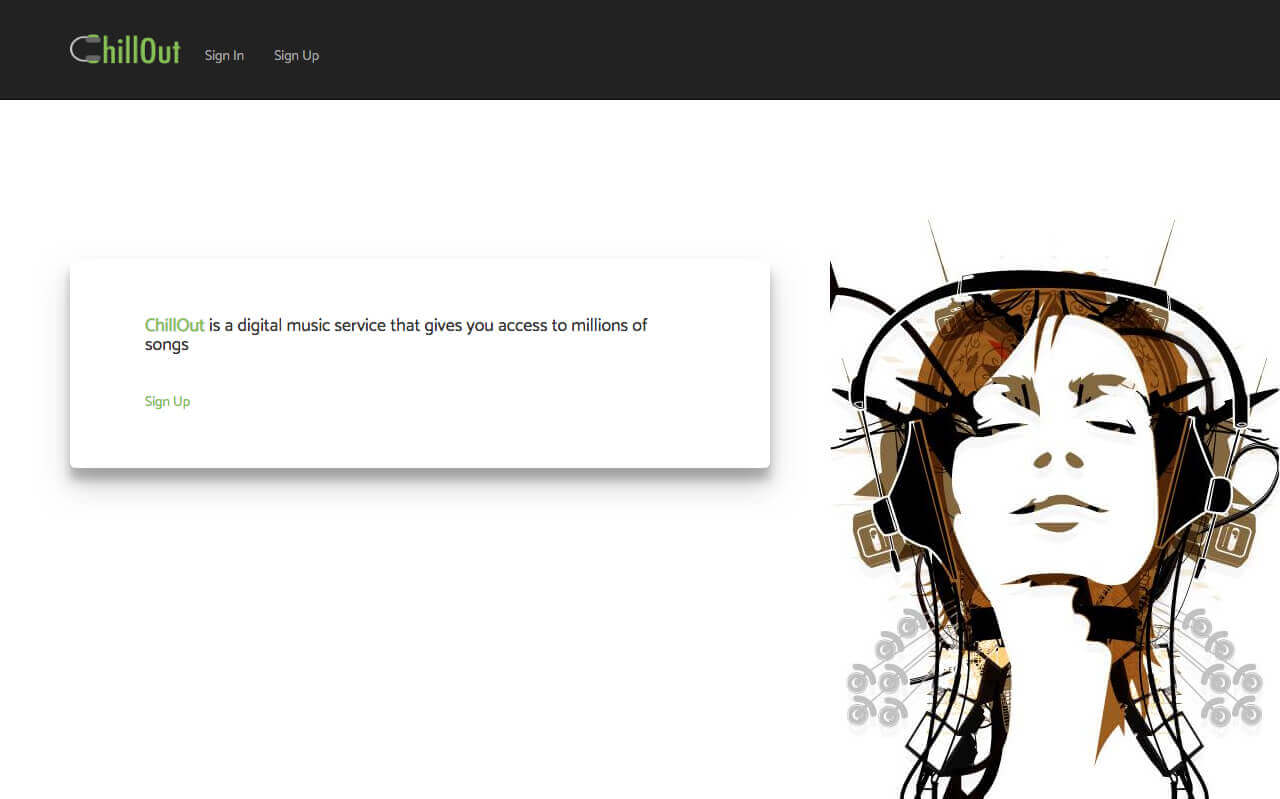 ChillOut
Sign In
Sign Up
ChillOut is a digital music service that gives you access to millions of
songs
Sign Up